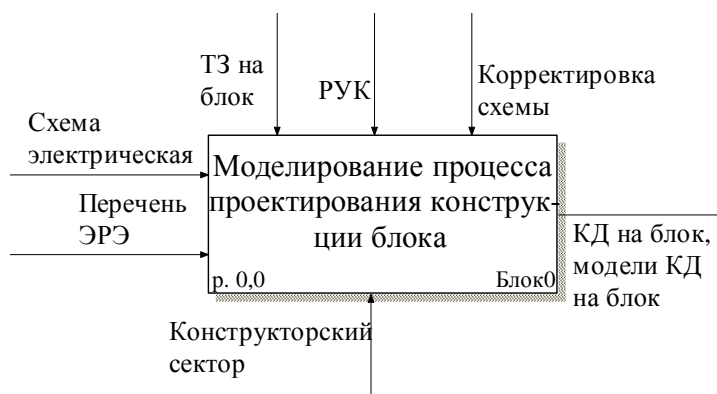 ТЗ на
блок
РУК
Корректировка
схемы
Схема
электрическая
Перечень
ЭРЭ
Моделирование процесса
проектирования конструк-
ции блока
р. 0,0
Блок0
КД на блок,
модели КД
на блок
Конструкторский
сектор